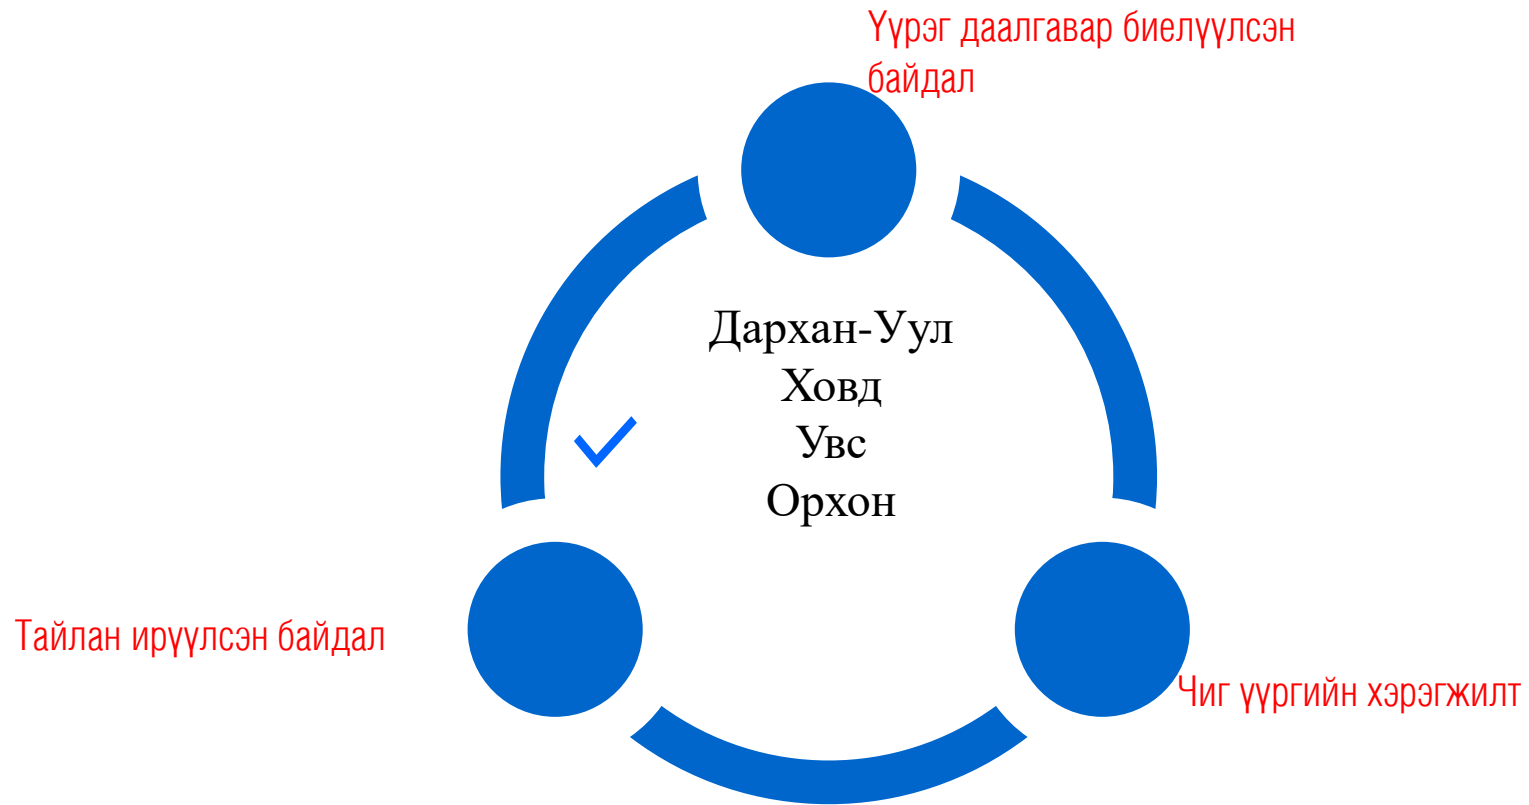 Үүрэг даалгавар биелүүлсэн
байдал
Дархан-Уул
Ховд
Увс
Орхон
Тайлан ирүүлсэн байдал
Чиг үүргийн хэрэгжилт